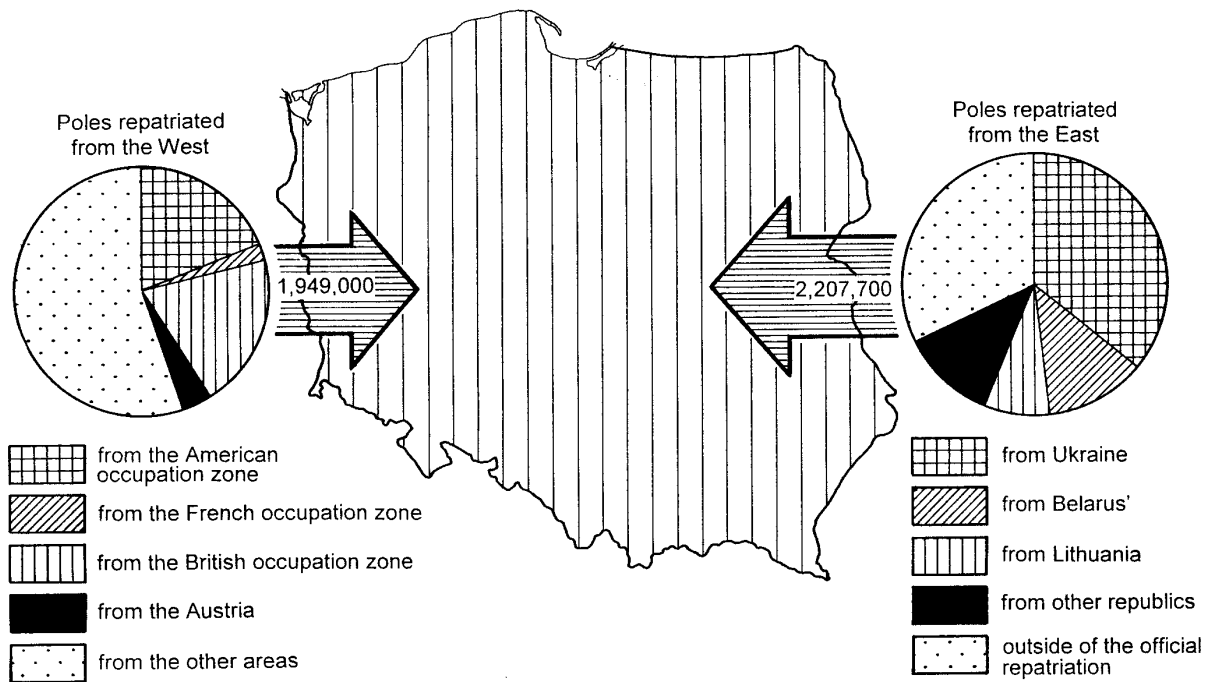 Poles repatriated
from the West
1,949,000
from the American
occupation zone
from the French occupation zone
from the British occupation zone
from the Austria
from the other areas
Poles repatriated
from the East
2,207,700
from Ukraine
from Belarus'
from Lithuania
from other republics
outside of the official
repatriation